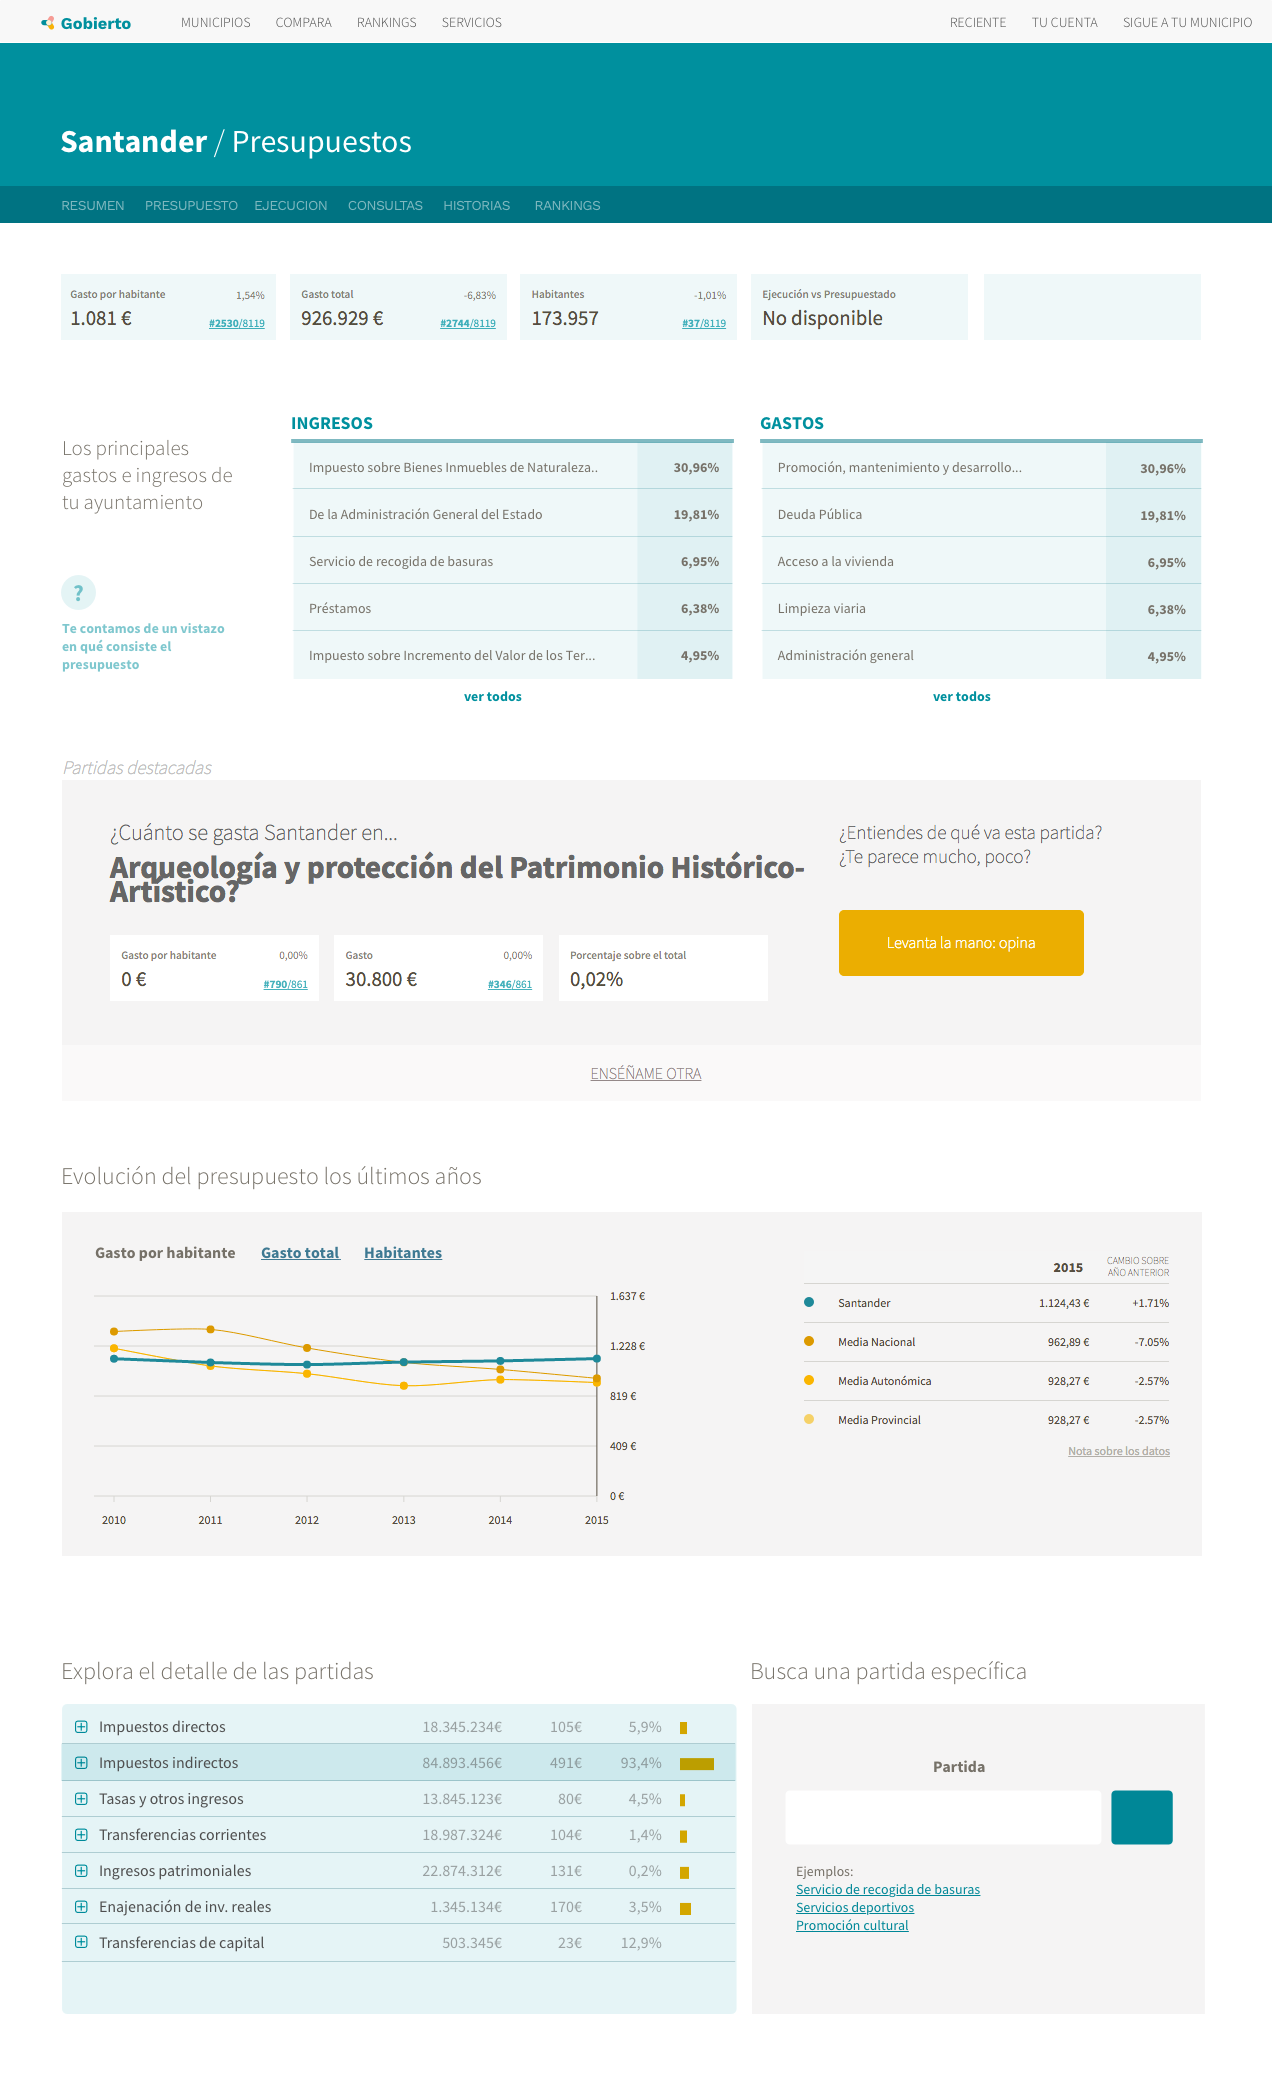 Gobierto MUNICIPIOS COMPARA RANKINGS SERVICIOS RECIENTE TU CUENTA SIGUE A TU MUNICIPIO
Santander / Presupuestos
RESUMEN PRESUPUESTO EJECUCION CONSULTAS HISTORIAS RANKINGS
Gasto por habitante 1,54%
1.081 € #2530/8119
Gasto total -6,83%
926.929 € #2744/8119
Habitantes -1,01%
173.957 #37/8119
Ejecución vs Presupuestado
No disponible
Los principales
gastos e ingresos de
tu ayuntamiento
?
Te contamos de un vistazo
en qué consiste el
presupuesto
INGRESOS
Impuesto sobre Bienes Inmuebles de Naturaleza.. 30,96%
De la Administración General del Estado 19,81%
Servicio de recogida de basuras 6,95%
Préstamos 6,38%
Impuesto sobre Incremento del Valor de los Ter... 4,95%
ver todos
GASTOS
Promoción, mantenimiento y desarrollo... 30,96%
Deuda Pública 19,81%
Acceso a la vivienda 6,95%
Limpieza viaria 6,38%
Administración general 4,95%
ver todos
Partidas destacadas
¿Cuánto se gasta Santander en...
Arqueología y protección del Patrimonio Histórico-
Artístico?
Gasto por habitante 0,00%
0 € #790/861
Gasto 0,00%
30.800 € #346/861
Porcentaje sobre el total
0,02%
¿Entiendes de qué va esta partida?
¿Te parece mucho, poco?
Levanta la mano: opina
ENSÉÑAME OTRA
Evolución del presupuesto los últimos años
Gasto por habitante Gasto total Habitantes
1.637 €
1.228 €
819 €
409 €
0 €
2010 2011 2012 2013 2014 2015
2015 CAMBIO SOBRE
AÑO ANTERIOR
Santander 1.124,43 € +1.71%
Media Nacional 962,89 € -7.05%
Media Autonómica 928,27 € -2.57%
Media Provincial 928,27 € -2.57%
Nota sobre los datos
Explora el detalle de las partidas
Impuestos directos 18.345.234€ 105€ 5,9%
Impuestos indirectos 84.893.456€ 491€ 93,4%
Tasas y otros ingresos 13.845.123€ 80€ 4,5%
Transferencias corrientes 18.987.324€ 104€ 1,4%
Ingresos patrimoniales 22.874.312€ 131€ 0,2%
Enajenación de inv. reales 1.345.134€ 170€ 3,5%
Transferencias de capital 503.345€ 23€ 12,9%
Busca una partida específica
Partida
Ejemplos:
Servicio de recogida de basuras
Servicios deportivos
Promoción cultural